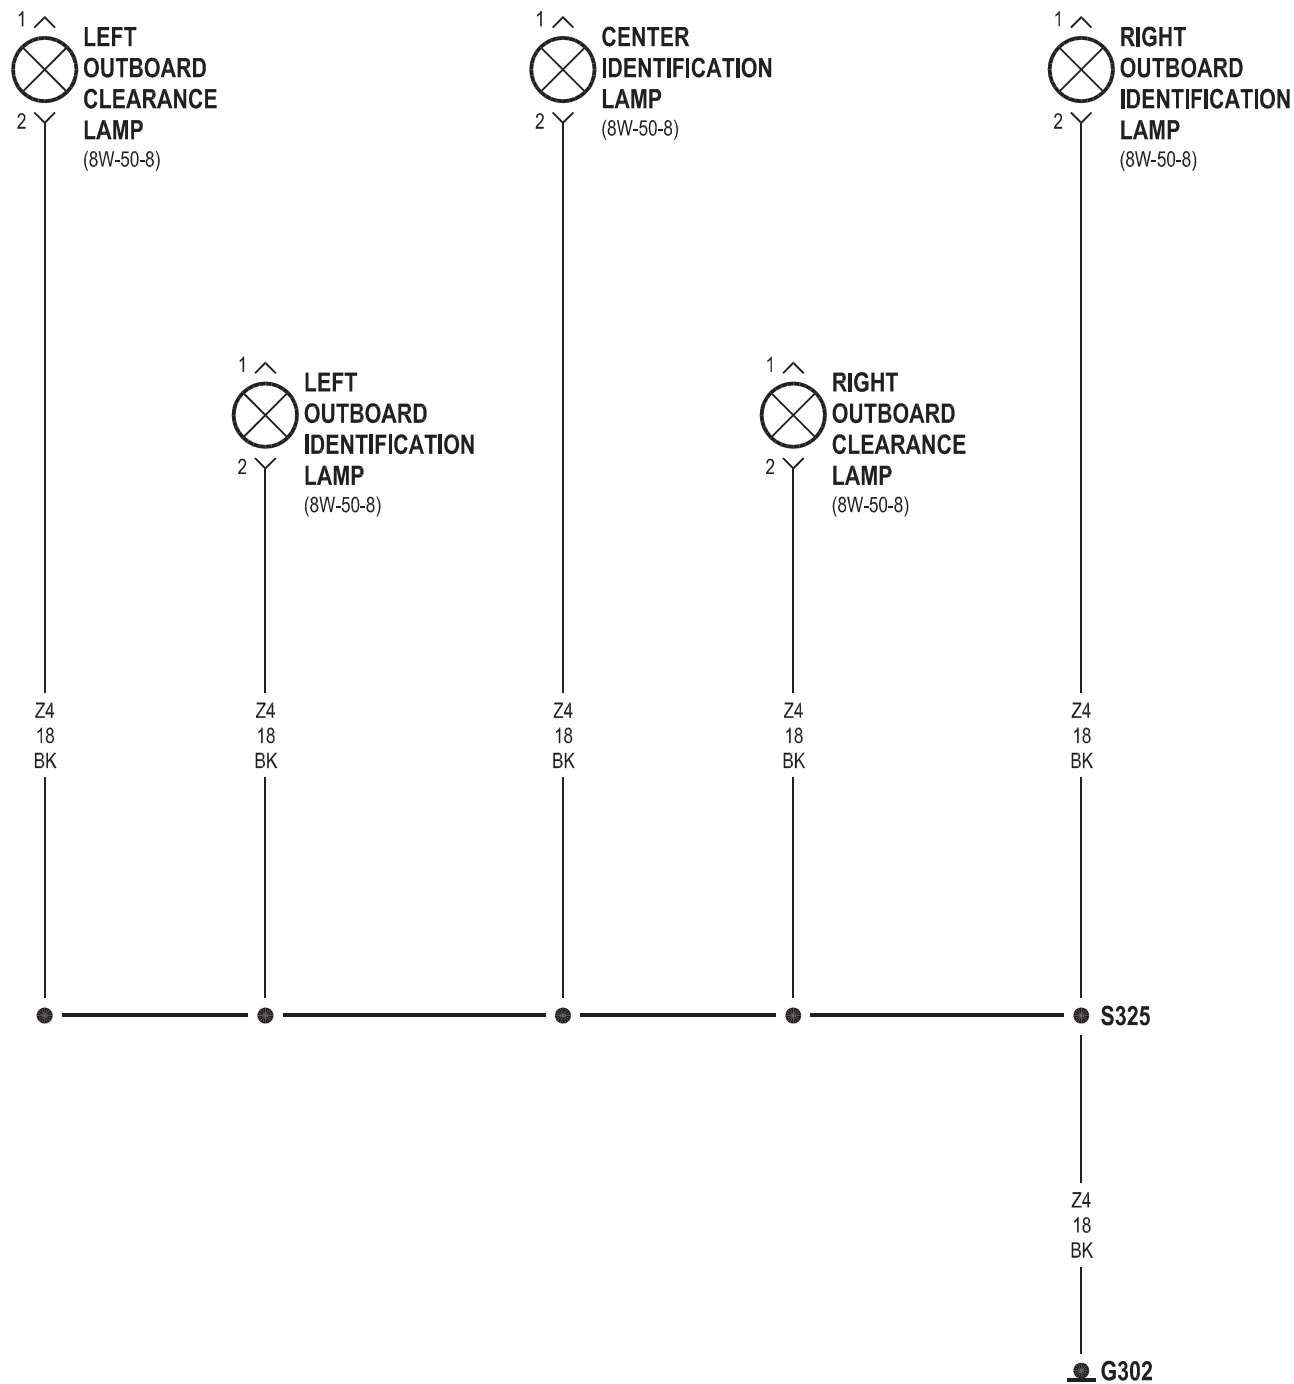 1
LEFT
OUTBOARD
CLEARANCE
LAMP
2
(8W-50-8)
1
CENTER
IDENTIFICATION
LAMP
2
(8W-50-8)
1
RIGHT
OUTBOARD
IDENTIFICATION
LAMP
2
(8W-50-8)
1
LEFT
OUTBOARD
IDENTIFICATION
LAMP
2
(8W-50-8)
1
RIGHT
OUTBOARD
CLEARANCE
LAMP
2
(8W-50-8)
Z4
18
BK
Z4
18
BK
Z4
18
BK
Z4
18
BK
Z4
18
BK
S325
Z4
18
BK
G302